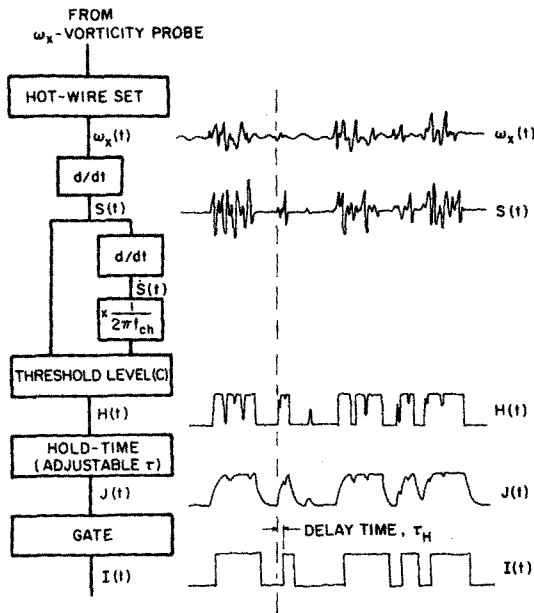 FROM
ωx-VORTICITY PROBE
HOT-WIRE SET
ωx(t)
ωx(t)
d/dt
S(t)
S(t)
d/dt
Ṡ(t)
× 1/2πfch
THRESHOLD LEVEL(C)
H(t)
H(t)
HOLD-TIME
(ADJUSTABLE τ)
J(t)
J(t)
GATE
DELAY TIME, τH
I(t)
I(t)